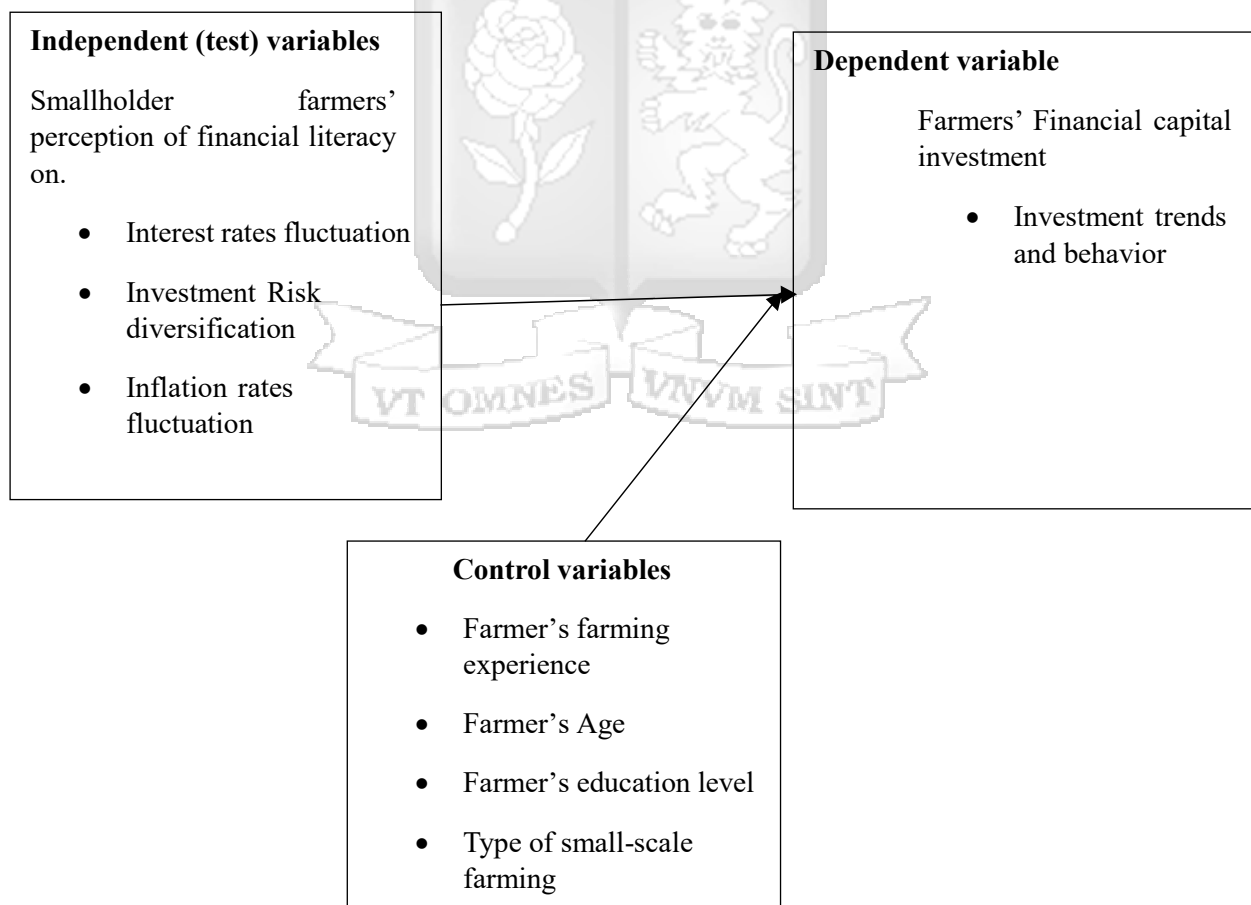 Independent (test) variables
Smallholder farmers’
perception of financial literacy
on.
• Interest rates fluctuation
• Investment Risk
diversification
• Inflation rates
fluctuation
Dependent variable
Farmers’ Financial capital
investment
• Investment trends
and behavior
VT OMNES VNVM SINT
Control variables
• Farmer’s farming
experience
• Farmer’s Age
• Farmer’s education level
• Type of small-scale
farming